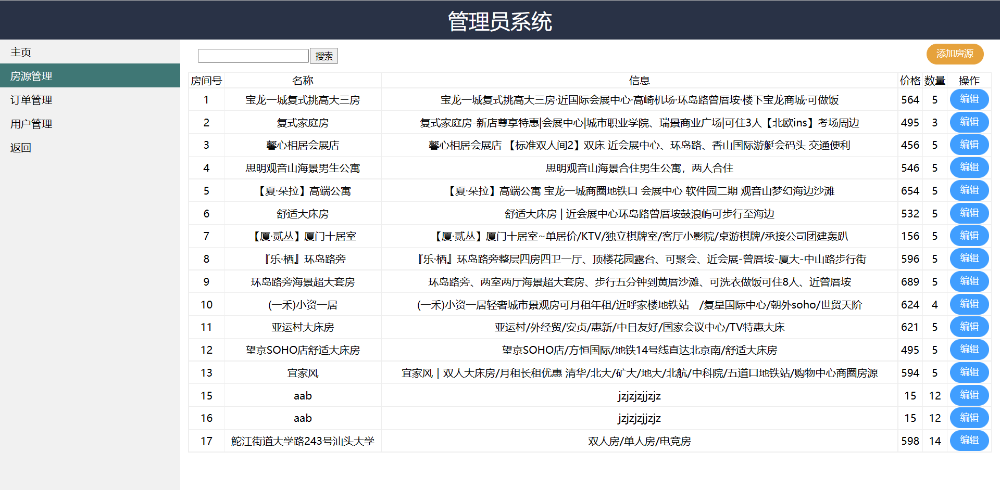 管理员系统
主页
房源管理
订单管理
用户管理
返回
搜索
添加房源
房间号 名称 信息 价格 数量 操作
1 宝龙一城复式挑高大三房 宝龙一城复式挑高大三房·近国际会展中心·高崎机场·环岛路曾厝垵·楼下宝龙商城·可做饭 564 5 编辑
2 复式家庭房 复式家庭房-新店尊享特惠|会展中心|城市职业学院、瑞景商业广场|可住3人【北欧ins】考场周边 495 3 编辑
3 馨心相居会展店 馨心相居会展店 【标准双人间2】双床 近会展中心、环岛路、香山国际游艇会码头 交通便利 456 5 编辑
4 思明观音山海景男生公寓 思明观音山海景合住男生公寓，两人合住 546 5 编辑
5 【夏·朵拉】高端公寓 【夏·朵拉】高端公寓 宝龙一城商圈地铁口 会展中心 软件园二期 观音山梦幻海边沙滩 654 5 编辑
6 舒适大床房 舒适大床房 | 近会展中心环岛路曾厝垵鼓浪屿可步行至海边 532 5 编辑
7 【厦·贰丛】厦门十居室 【厦·贰丛】厦门十居室~单居价/KTV/独立棋牌室/客厅小影院/桌游棋牌/承接公司团建轰趴 156 5 编辑
8 『乐·栖』环岛路旁 『乐·栖』环岛路旁整层四房四卫一厅、顶楼花园露台、可聚会、近会展-曾厝垵-厦大-中山路步行街 596 5 编辑
9 环岛路旁海景超大套房 环岛路旁、两室两厅海景超大套房、步行五分钟到黄厝沙滩、可洗衣做饭可住8人、近曾厝垵 689 5 编辑
10 (一禾)小资一居 (一禾)小资一居轻奢城市景观房可月租年租/近呼家楼地铁站　/复星国际中心/朝外soho/世贸天阶 624 4 编辑
11 亚运村大床房 亚运村/外经贸/安贞/惠新/中日友好/国家会议中心/TV特惠大床 621 5 编辑
12 望京SOHO店舒适大床房 望京SOHO店/方恒国际/地铁14号线直达北京南/舒适大床房 495 5 编辑
13 宜家风 宜家风｜双人大床房/月租长租优惠 清华/北大/矿大/地大/北航/中科院/五道口地铁站/购物中心商圈房源 594 5 编辑
15 aab jzjzjzjjzjz 15 12 编辑
16 aab jzjzjzjjzjz 15 12 编辑
17 鮀江街道大学路243号汕头大学 双人房/单人房/电竞房 598 14 编辑